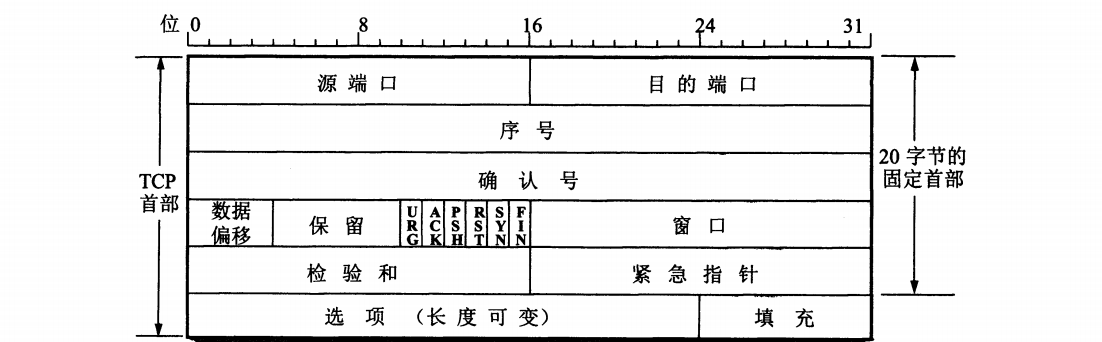 位 0 8 16 24 31
源端口 目的端口
序号
确认号
TCP
首部
20 字节的
固定首部
数据
偏移
保留
URG ACK PSH RST SYN FIN
窗口
检验和 紧急指针
选项 （长度可变） 填充